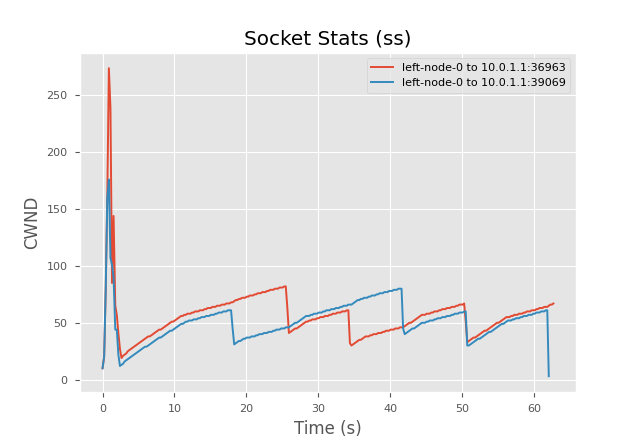 Socket Stats (ss)
left-node-0 to 10.0.1.1:36963
left-node-0 to 10.0.1.1:39069
CWND
250
200
150
100
50
0
0 10 20 30 40 50 60
Time (s)